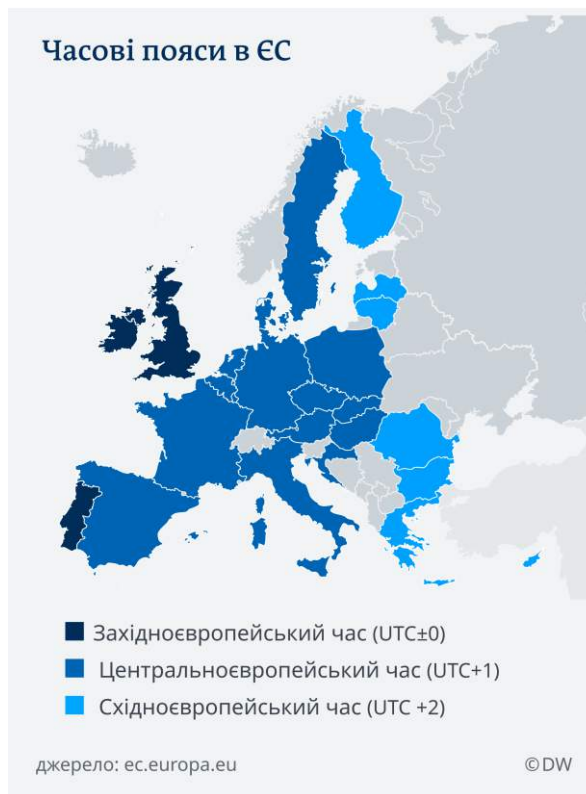 Часові пояси в ЄС
Західноєвропейський час (UTC±0)
Центральноєвропейський час (UTC+1)
Східноєвропейський час (UTC +2)
джерело: ec.europa.eu
©DW